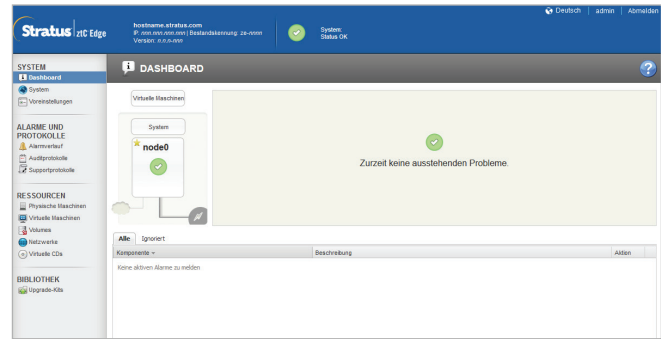 Deutsch | admin | Abmelden
Stratus ztC Edge
hostname.stratus.com
IP: nnn.nnn.nnn.nnn | Bestandskennung: ze-nnnn
Version: n.n.n-nnn
System:
Status OK
SYSTEM
Dashboard
System
Voreinstellungen
ALARME UND PROTOKOLLE
Alarmverlauf
Auditprotokolle
Supportprotokolle
RESSOURCEN
Physische Maschinen
Virtuelle Maschinen
Volumes
Netzwerke
Virtuelle CDs
BIBLIOTHEK
Upgrade-Kits
DASHBOARD
?
Virtuelle Maschinen
System
node0
Zurzeit keine ausstehenden Probleme.
Alle
Ignoriert
Komponente
Beschreibung
Aktion
Keine aktiven Alarme zu melden